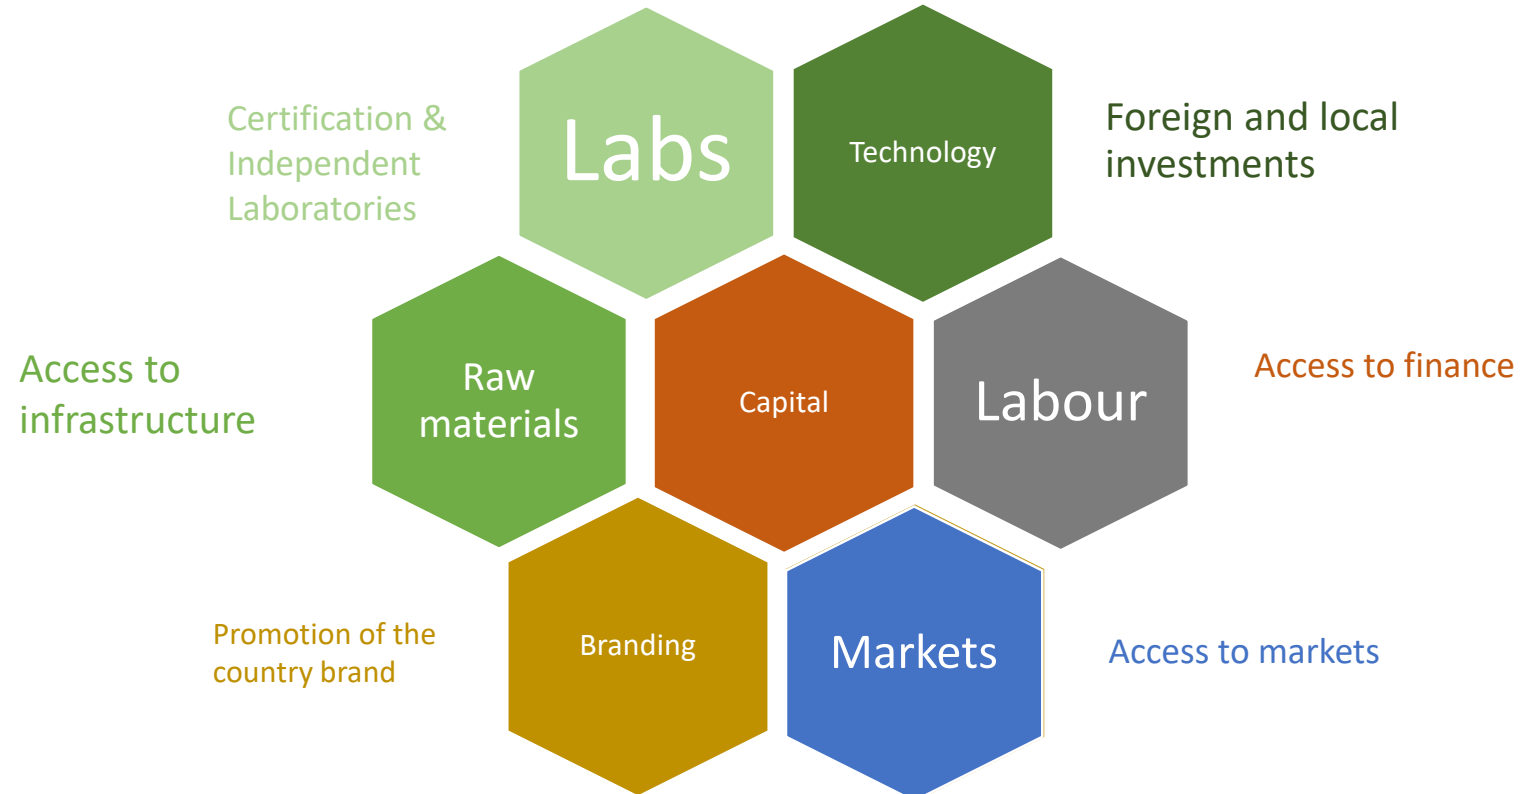 Certification &
Independent
Laboratories
Labs
Technology
Foreign and local
investments
Access to
infrastructure
Raw
materials
Capital
Labour
Access to finance
Promotion of the
country brand
Branding
Markets
Access to markets